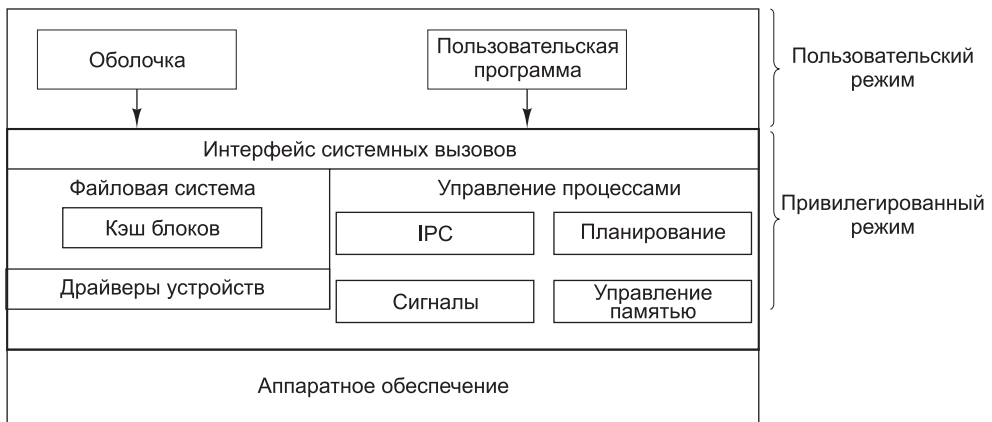 Оболочка
Пользовательская
программа
Пользовательский
режим
Интерфейс системных вызовов
Файловая система
Управление процессами
Кэш блоков
IPC
Планирование
Привилегированный
режим
Драйверы устройств
Сигналы
Управление
памятью
Аппаратное обеспечение